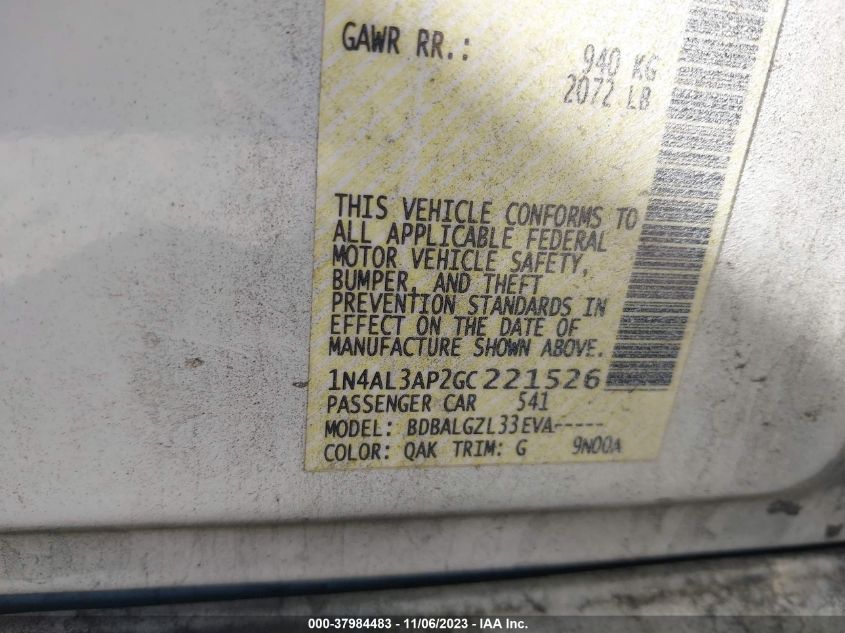 GAWR RR.: 940 KG
2072 LB
THIS VEHICLE CONFORMS TO
ALL APPLICABLE FEDERAL
MOTOR VEHICLE SAFETY,
BUMPER, AND THEFT
PREVENTION STANDARDS IN
EFFECT ON THE DATE OF
MANUFACTURE SHOWN ABOVE.
1N4AL3AP2GC221526
PASSENGER CAR 541
MODEL: BDBALGZL33EVA-----
COLOR: QAK TRIM: G 9N00A
000-37984483 - 11/06/2023 - Copyright IAA, Inc.